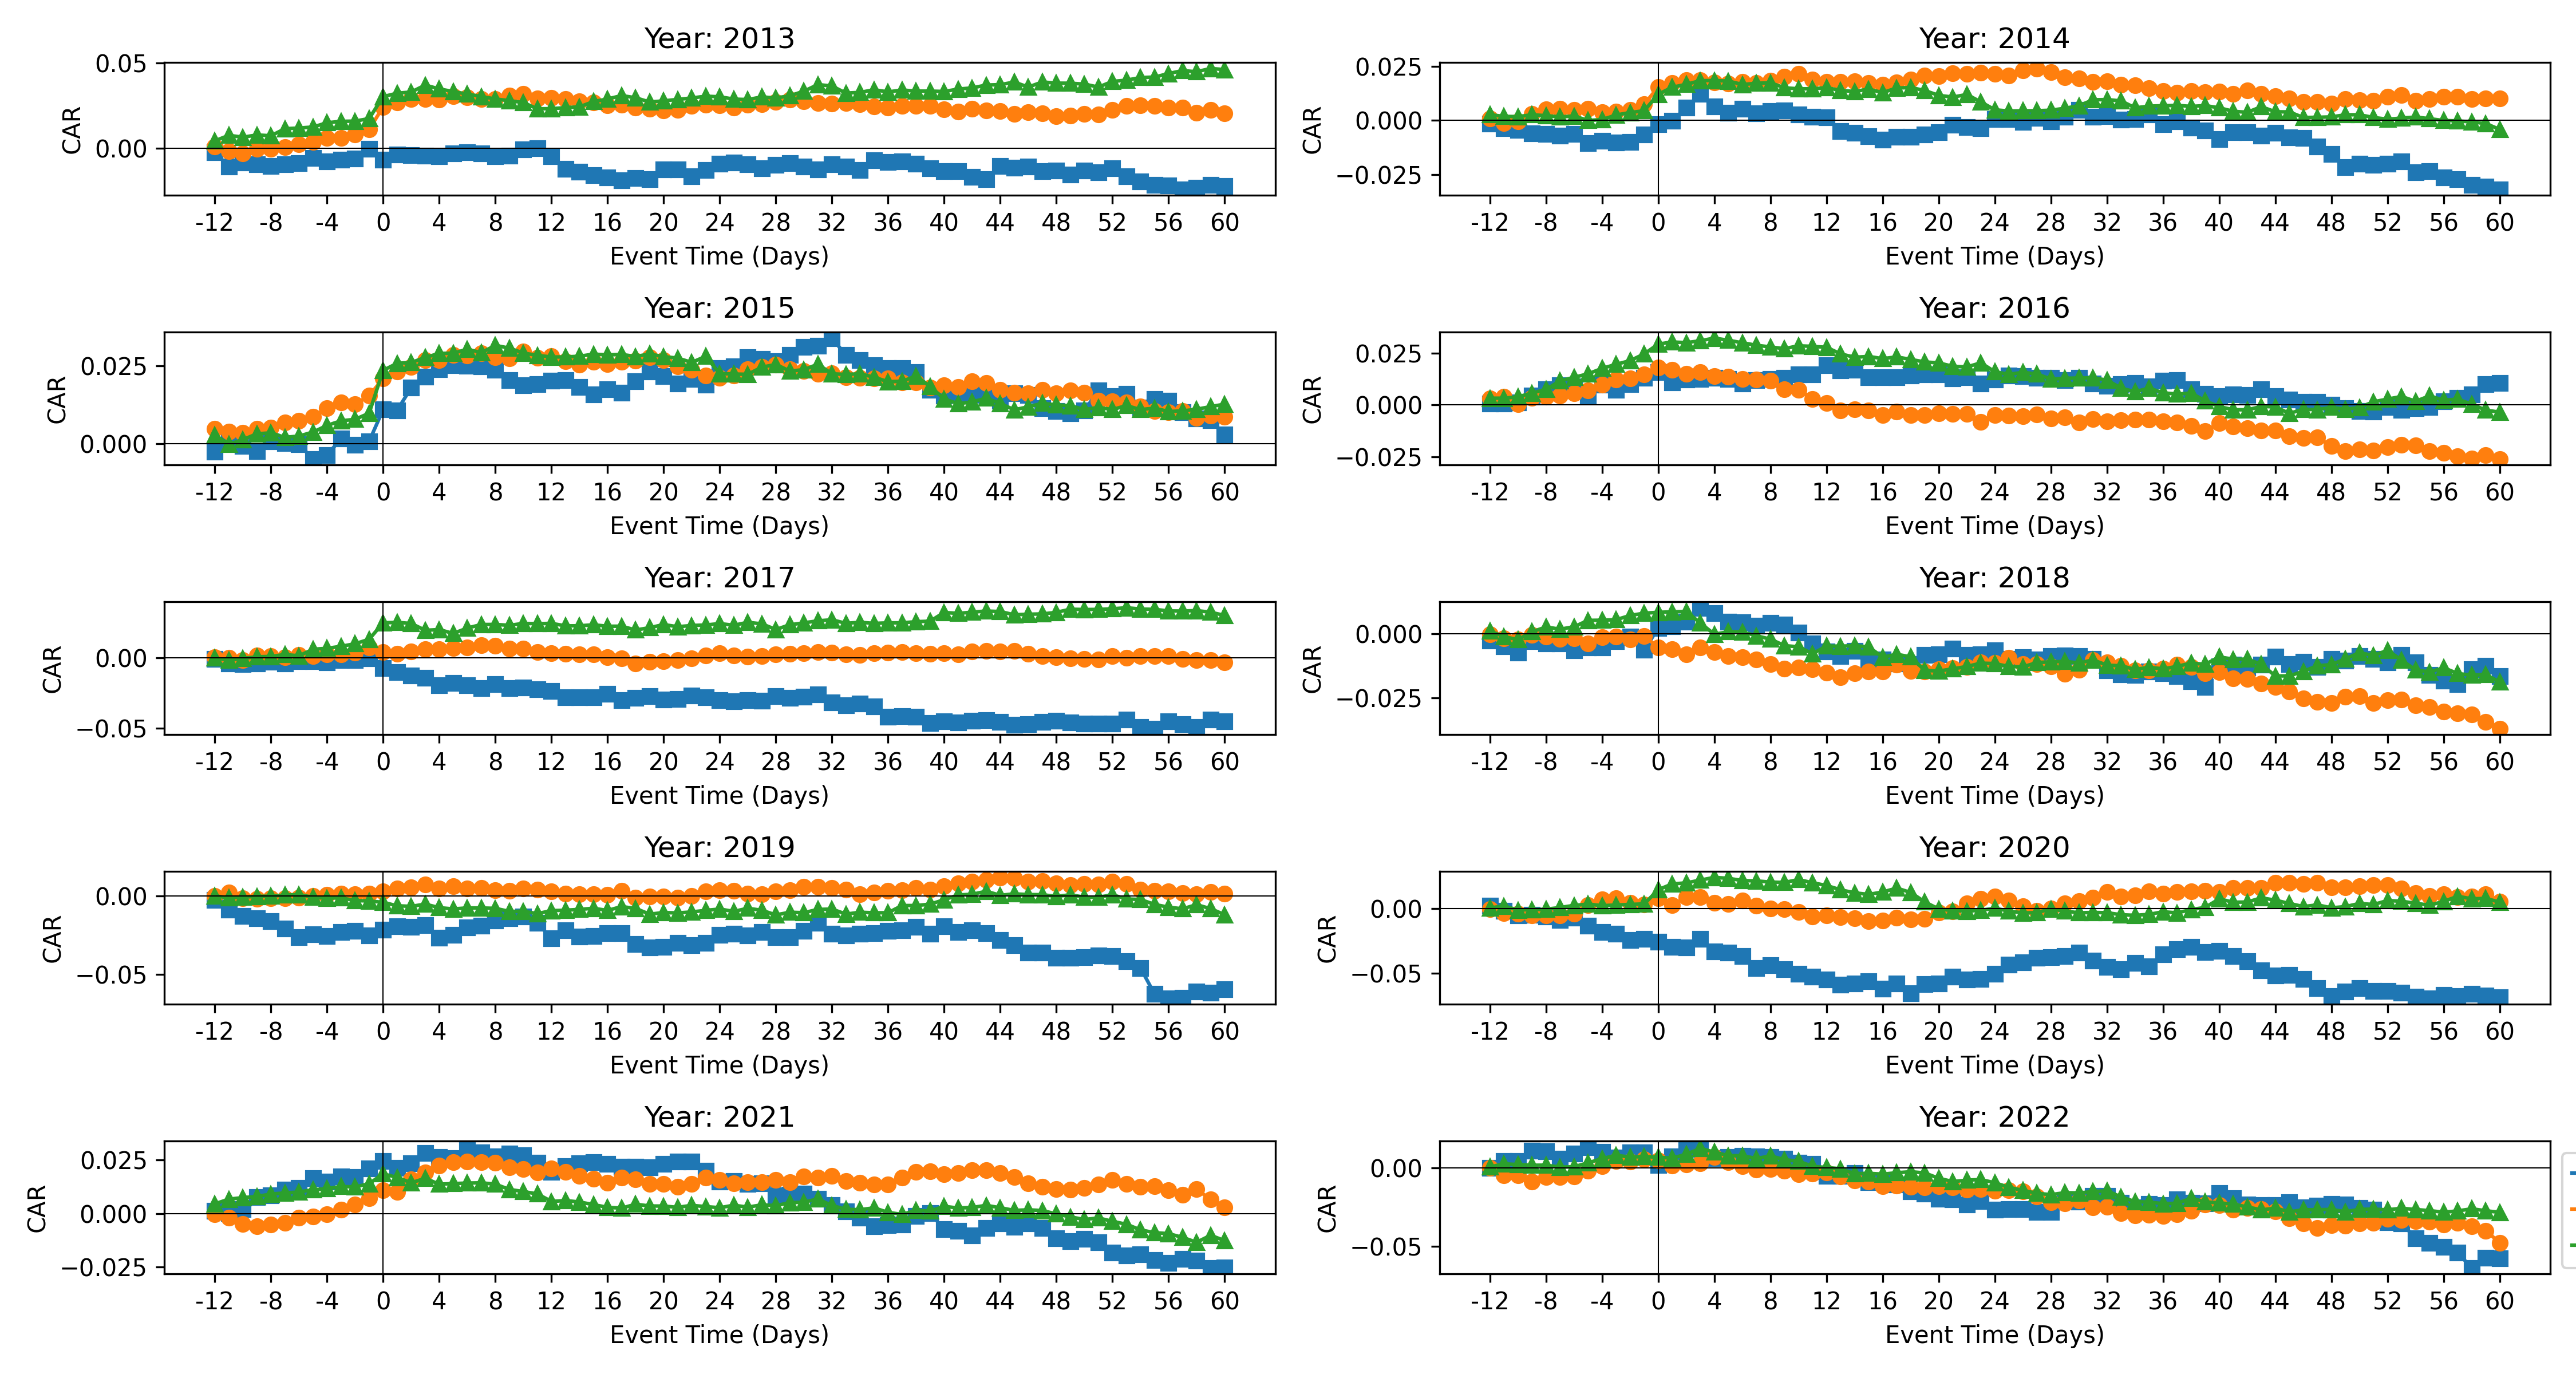 Year: 2013
0.05
0.00
CAR
-12 -8 -4 0 4 8 12 16 20 24 28 32 36 40 44 48 52 56 60
Event Time (Days)
Year: 2014
0.025
0.000
−0.025
CAR
-12 -8 -4 0 4 8 12 16 20 24 28 32 36 40 44 48 52 56 60
Event Time (Days)
Year: 2015
0.025
0.000
CAR
-12 -8 -4 0 4 8 12 16 20 24 28 32 36 40 44 48 52 56 60
Event Time (Days)
Year: 2016
0.025
0.000
−0.025
CAR
-12 -8 -4 0 4 8 12 16 20 24 28 32 36 40 44 48 52 56 60
Event Time (Days)
Year: 2017
0.00
−0.05
CAR
-12 -8 -4 0 4 8 12 16 20 24 28 32 36 40 44 48 52 56 60
Event Time (Days)
Year: 2018
0.000
−0.025
CAR
-12 -8 -4 0 4 8 12 16 20 24 28 32 36 40 44 48 52 56 60
Event Time (Days)
Year: 2019
0.00
−0.05
CAR
-12 -8 -4 0 4 8 12 16 20 24 28 32 36 40 44 48 52 56 60
Event Time (Days)
Year: 2020
0.00
−0.05
CAR
-12 -8 -4 0 4 8 12 16 20 24 28 32 36 40 44 48 52 56 60
Event Time (Days)
Year: 2021
0.025
0.000
−0.025
CAR
-12 -8 -4 0 4 8 12 16 20 24 28 32 36 40 44 48 52 56 60
Event Time (Days)
Year: 2022
0.00
−0.05
CAR
-12 -8 -4 0 4 8 12 16 20 24 28 32 36 40 44 48 52 56 60
Event Time (Days)